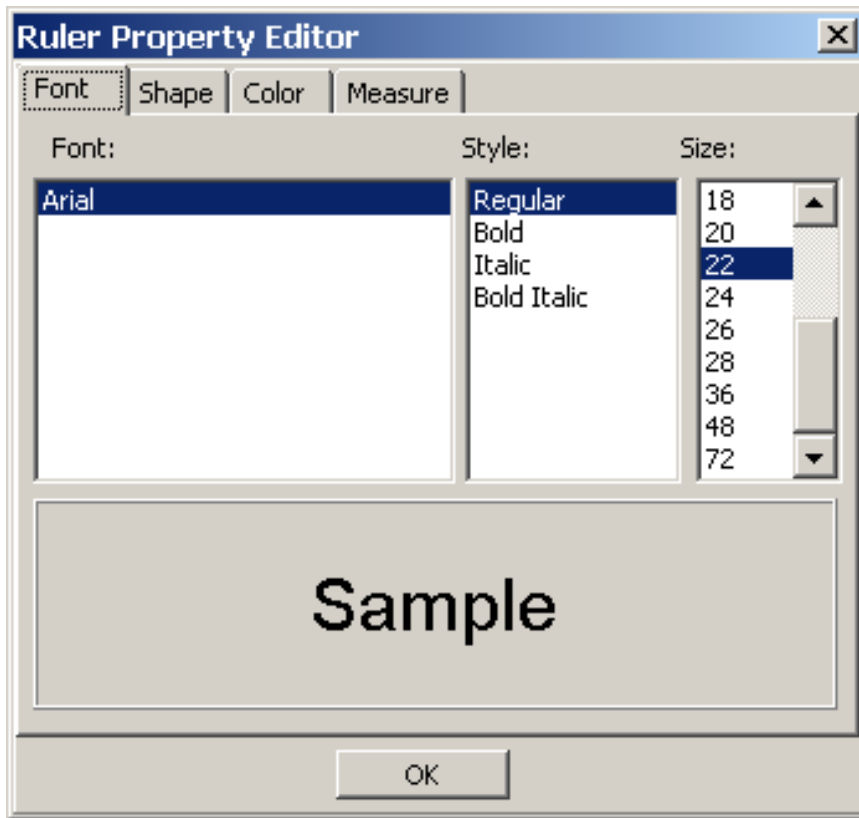 Ruler Property Editor
Font Shape Color Measure
Font: Style: Size:
Arial
Regular
Bold
Italic
Bold Italic
18
20
22
24
26
28
36
48
72
Sample
OK